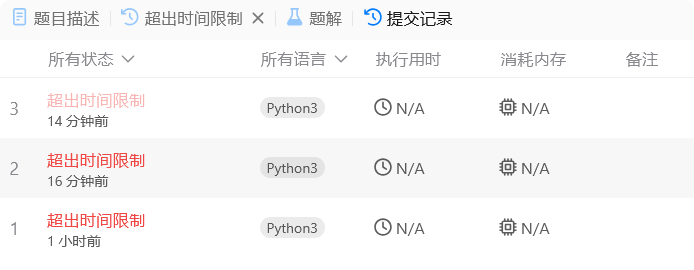 题目描述 超出时间限制 题解 提交记录
所有状态 所有语言 执行用时 消耗内存 备注
3 超出时间限制 Python3 N/A N/A
14 分钟前
2 超出时间限制 Python3 N/A N/A
16 分钟前
1 超出时间限制 Python3 N/A N/A
1 小时前